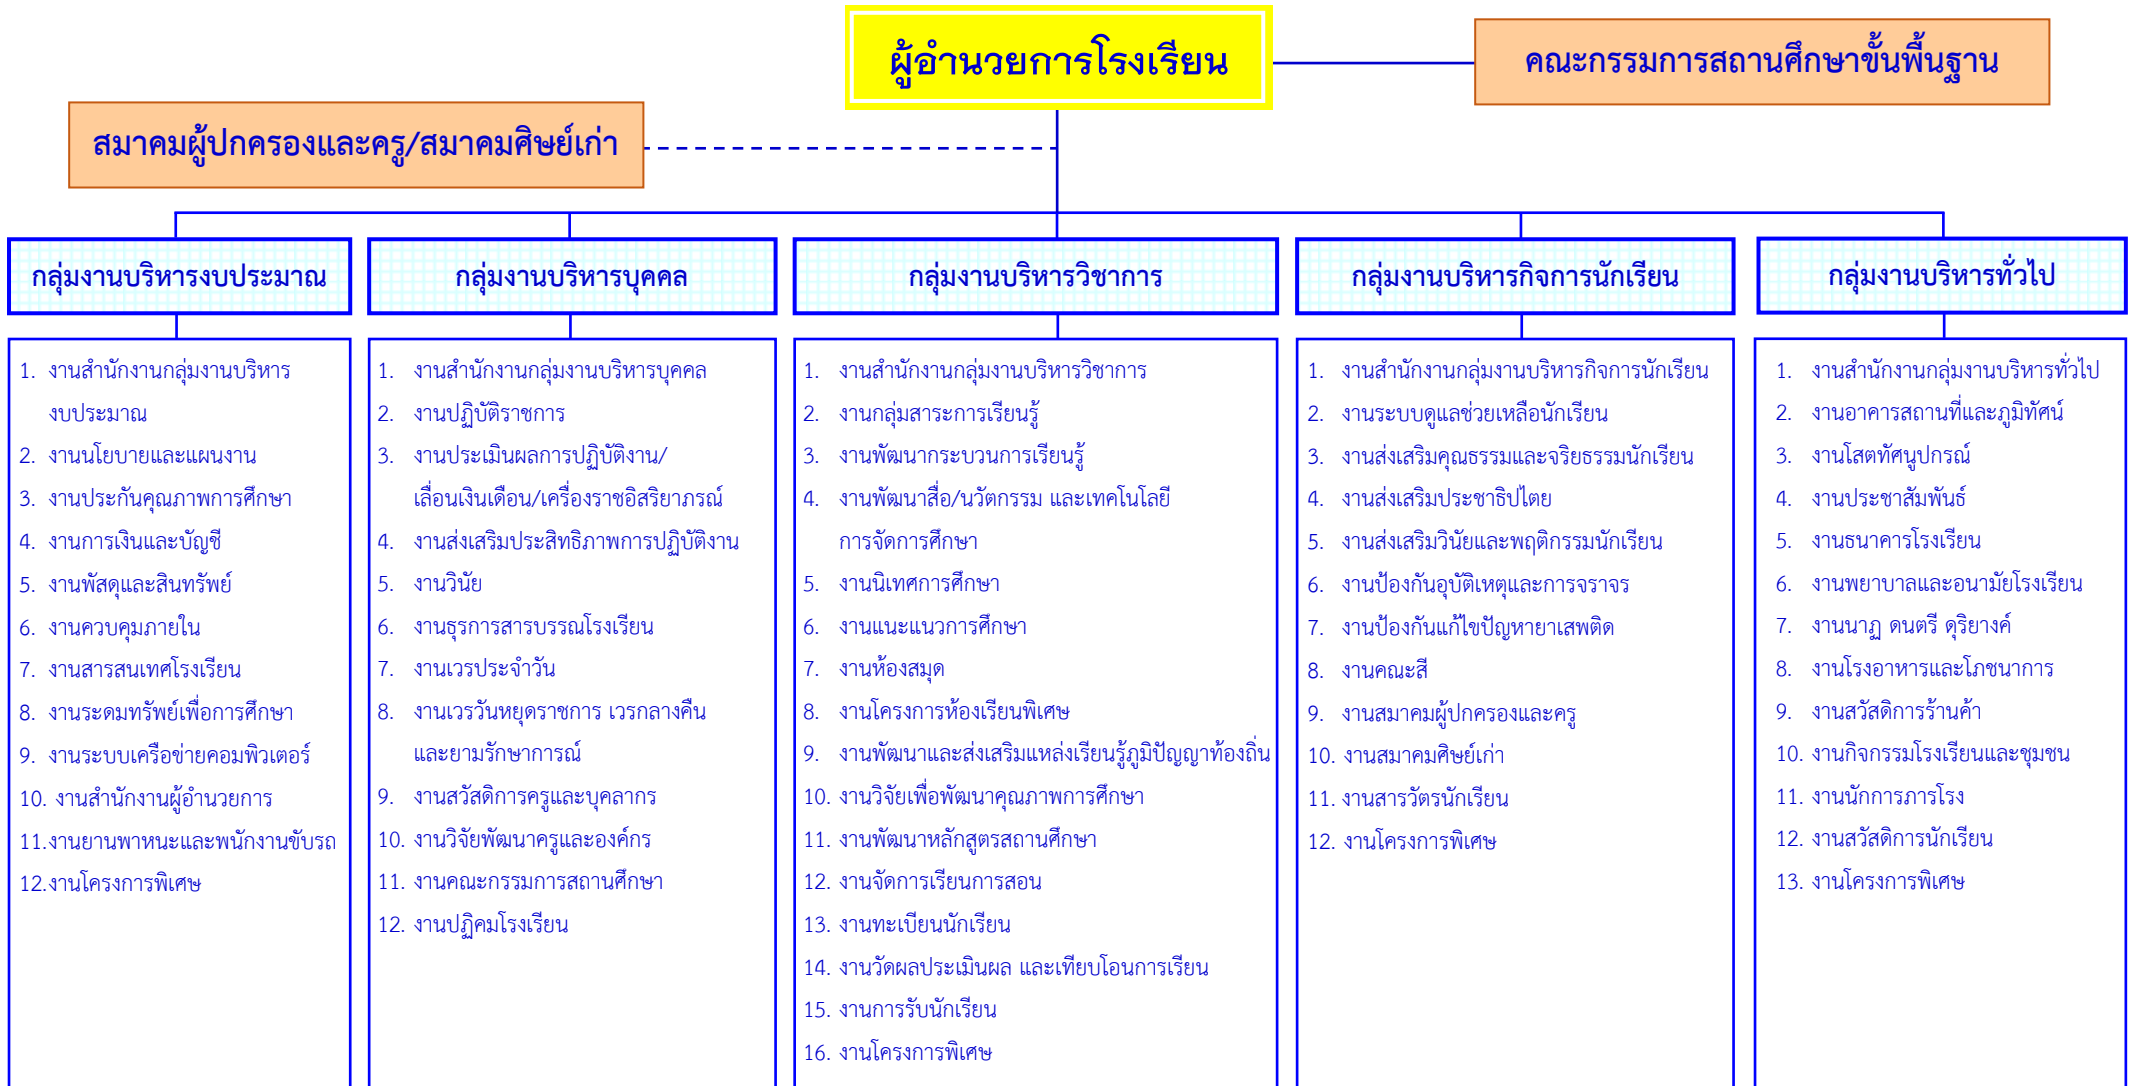 ผู้อำนวยการโรงเรียน
คณะกรรมการสถานศึกษาขั้นพื้นฐาน
สมาคมผู้ปกครองและครู/สมาคมศิษย์เก่า
กลุ่มงานบริหารงบประมาณ
1. งานสำนักงานกลุ่มงานบริหาร
งบประมาณ
2. งานนโยบายและแผนงาน
3. งานประกันคุณภาพการศึกษา
4. งานการเงินและบัญชี
5. งานพัสดุและสินทรัพย์
6. งานควบคุมภายใน
7. งานสารสนเทศโรงเรียน
8. งานระดมทรัพย์เพื่อการศึกษา
9. งานระบบเครือข่ายคอมพิวเตอร์
10. งานสำนักงานผู้อำนวยการ
11.งานยานพาหนะและพนักงานขับรถ
12.งานโครงการพิเศษ
กลุ่มงานบริหารบุคคล
1. งานสำนักงานกลุ่มงานบริหารบุคคล
2. งานปฏิบัติราชการ
3. งานประเมินผลการปฏิบัติงาน/
เลื่อนเงินเดือน/เครื่องราชอิสริยาภรณ์
4. งานส่งเสริมประสิทธิภาพการปฏิบัติงาน
5. งานวินัย
6. งานธุรการสารบรรณโรงเรียน
7. งานเวรประจำวัน
8. งานเวรวันหยุดราชการ เวรกลางคืน
และยามรักษาการณ์
9. งานสวัสดิการครูและบุคลากร
10. งานวิจัยพัฒนาครูและองค์กร
11. งานคณะกรรมการสถานศึกษา
12. งานปฏิคมโรงเรียน
กลุ่มงานบริหารวิชาการ
1. งานสำนักงานกลุ่มงานบริหารวิชาการ
2. งานกลุ่มสาระการเรียนรู้
3. งานพัฒนากระบวนการเรียนรู้
4. งานพัฒนาสื่อ/นวัตกรรม และเทคโนโลยี
การจัดการศึกษา
5. งานนิเทศการศึกษา
6. งานแนะแนวการศึกษา
7. งานห้องสมุด
8. งานโครงการห้องเรียนพิเศษ
9. งานพัฒนาและส่งเสริมแหล่งเรียนรู้ภูมิปัญญาท้องถิ่น
10. งานวิจัยเพื่อพัฒนาคุณภาพการศึกษา
11. งานพัฒนาหลักสูตรสถานศึกษา
12. งานจัดการเรียนการสอน
13. งานทะเบียนนักเรียน
14. งานวัดผลประเมินผล และเทียบโอนการเรียน
15. งานการรับนักเรียน
16. งานโครงการพิเศษ
กลุ่มงานบริหารกิจการนักเรียน
1. งานสำนักงานกลุ่มงานบริหารกิจการนักเรียน
2. งานระบบดูแลช่วยเหลือนักเรียน
3. งานส่งเสริมคุณธรรมและจริยธรรมนักเรียน
4. งานส่งเสริมประชาธิปไตย
5. งานส่งเสริมวินัยและพฤติกรรมนักเรียน
6. งานป้องกันอุบัติเหตุและการจราจร
7. งานป้องกันแก้ไขปัญหายาเสพติด
8. งานคณะสี
9. งานสมาคมผู้ปกครองและครู
10. งานสมาคมศิษย์เก่า
11. งานสารวัตรนักเรียน
12. งานโครงการพิเศษ
กลุ่มงานบริหารทั่วไป
1. งานสำนักงานกลุ่มงานบริหารทั่วไป
2. งานอาคารสถานที่และภูมิทัศน์
3. งานโสตทัศนูปกรณ์
4. งานประชาสัมพันธ์
5. งานธนาคารโรงเรียน
6. งานพยาบาลและอนามัยโรงเรียน
7. งานนาฏ ดนตรี ดุริยางค์
8. งานโรงอาหารและโภชนาการ
9. งานสวัสดิการร้านค้า
10. งานกิจกรรมโรงเรียนและชุมชน
11. งานนักการภารโรง
12. งานสวัสดิการนักเรียน
13. งานโครงการพิเศษ